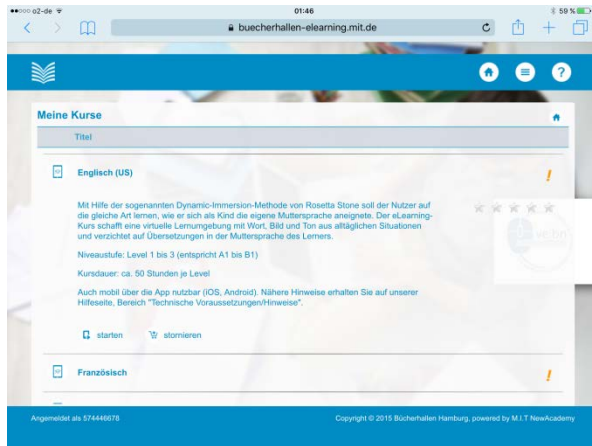 o2-de 01:46 59 %
buecherhallen-elearning.mit.de
?
Meine Kurse
Titel
Englisch (US)
!
Mit Hilfe der sogenannten Dynamic-Immersion-Methode von Rosetta Stone soll der Nutzer auf
die gleiche Art lernen, wie er sich als Kind die eigene Muttersprache aneignete. Der eLearning-
Kurs schafft eine virtuelle Lernumgebung mit Wort, Bild und Ton aus alltäglichen Situationen
und verzichtet auf Übersetzungen in der Muttersprache des Lerners.
Niveaustufe: Level 1 bis 3 (entspricht A1 bis B1)
Kursdauer: ca. 50 Stunden je Level
Auch mobil über die App nutzbar (iOS, Android). Nähere Hinweise erhalten Sie auf unserer
Hilfeseite, Bereich "Technische Voraussetzungen/Hinweise".
starten stornieren
Französisch
!
Angemeldet als 574446678 Copyright © 2015 Bücherhallen Hamburg, powered by M.I.T NewAcademy